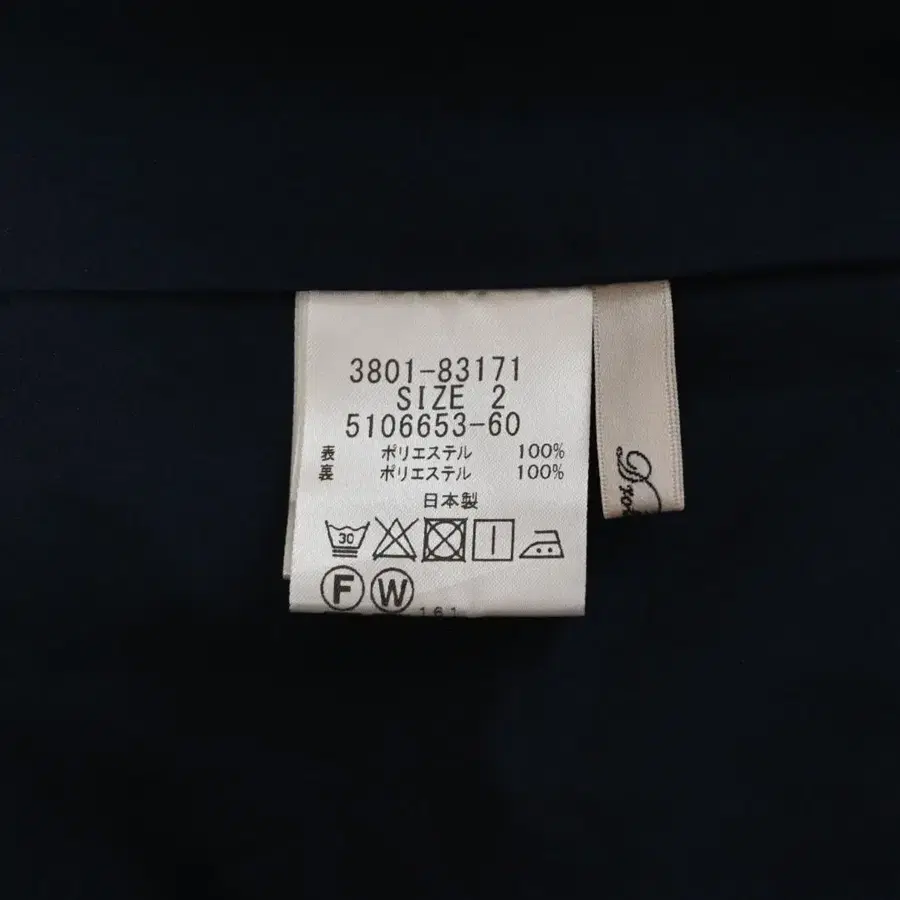 3801-83171
SIZE 2
5106653-60
表 ポリエステル 100%
裏 ポリエステル 100%
日本製
30
F W
161